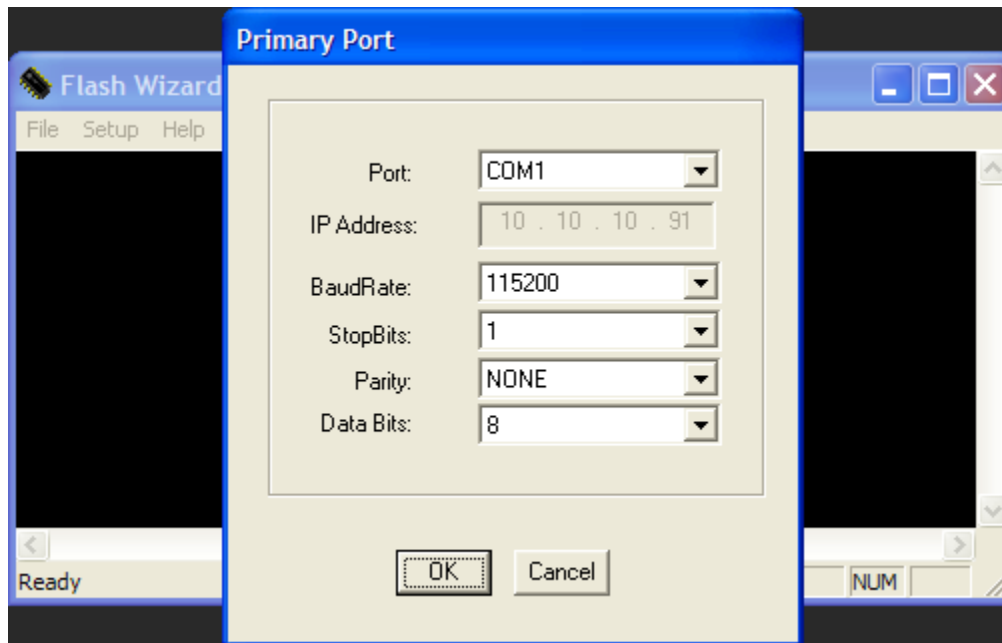 Primary Port
Flash Wizard
File Setup Help
Port: COM1
IP Address: 10 . 10 . 10 . 91
BaudRate: 115200
StopBits: 1
Parity: NONE
Data Bits: 8
OK Cancel
Ready NUM